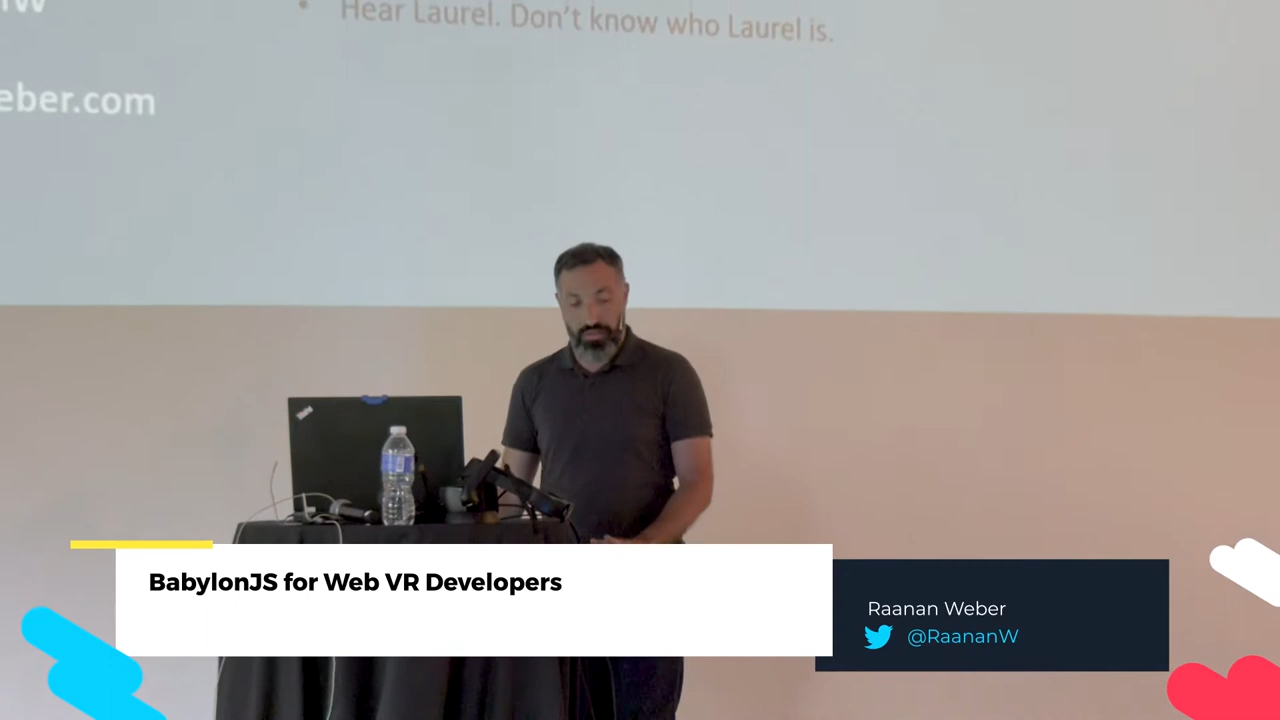 Hear Laurel. Don't know who Laurel is.
eber.com
BabylonJS for Web VR Developers
Raanan Weber
@RaananW